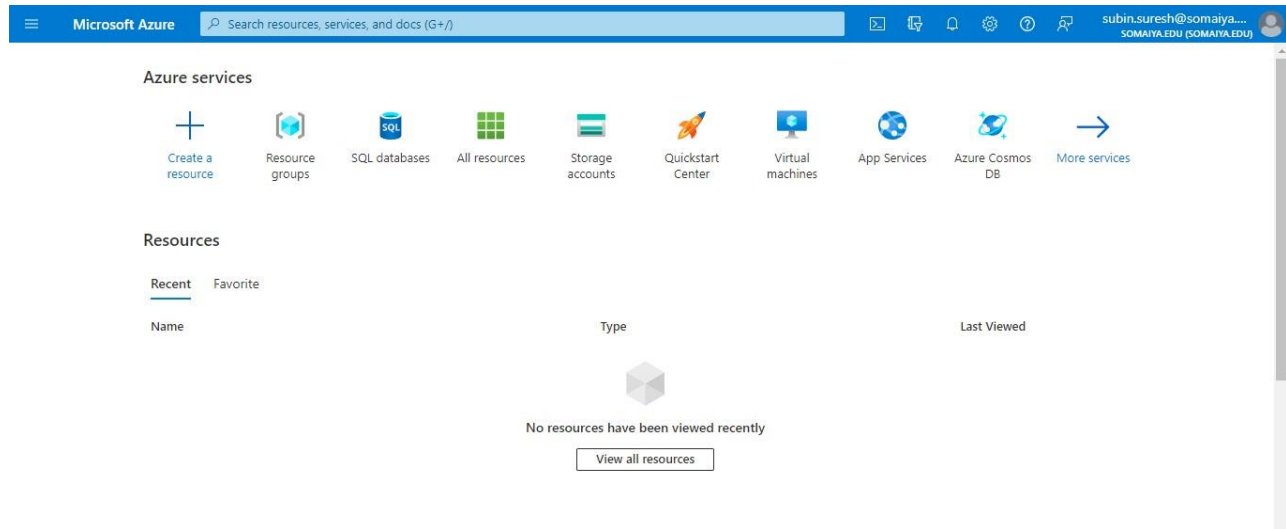 Microsoft Azure
Search resources, services, and docs (G+/)
subin.suresh@somaiya....
SOMAIYA.EDU (SOMAIYA.EDU)
Azure services
Create a resource
Resource groups
SQL
SQL databases
All resources
Storage accounts
Quickstart Center
Virtual machines
App Services
Azure Cosmos DB
More services
Resources
Recent Favorite
Name Type Last Viewed
No resources have been viewed recently
View all resources